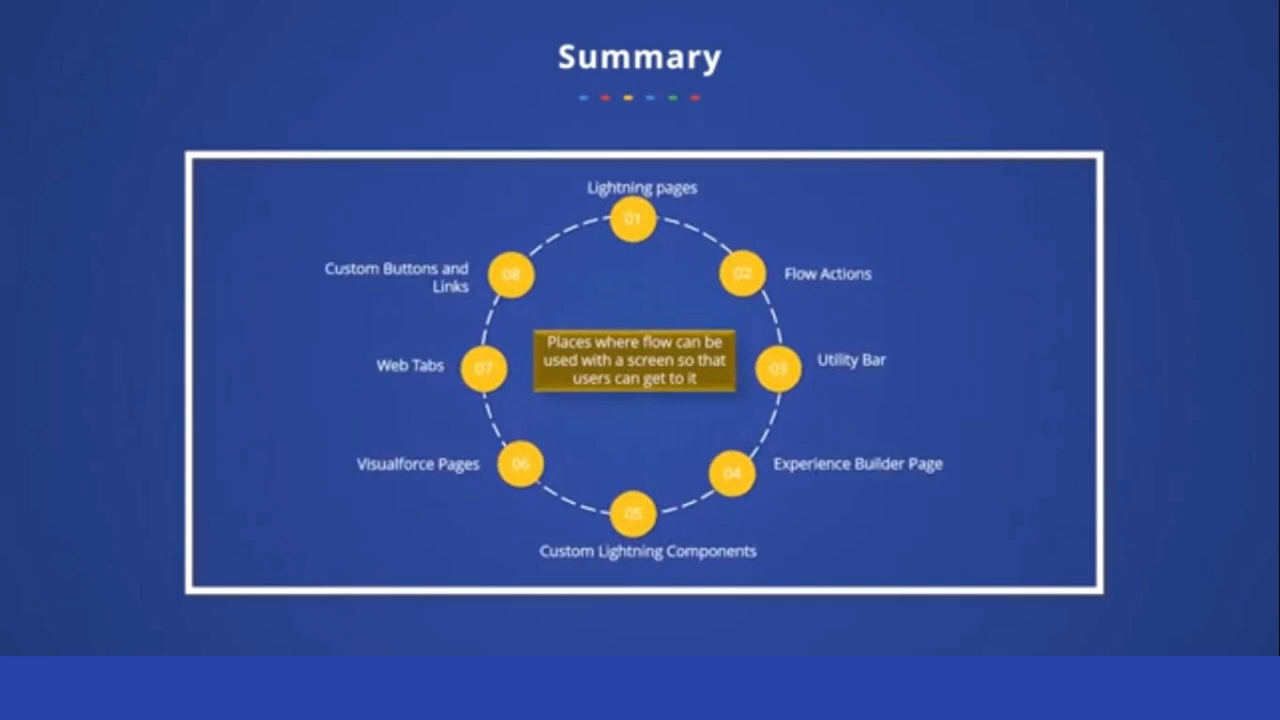 Summary
Lightning pages
01
02
Flow Actions
03
Utility Bar
04
Experience Builder Page
05
Custom Lightning Components
06
Visualforce Pages
07
Web Tabs
08
Custom Buttons and
Links
Places where flow can be
used with a screen so that
users can get to it